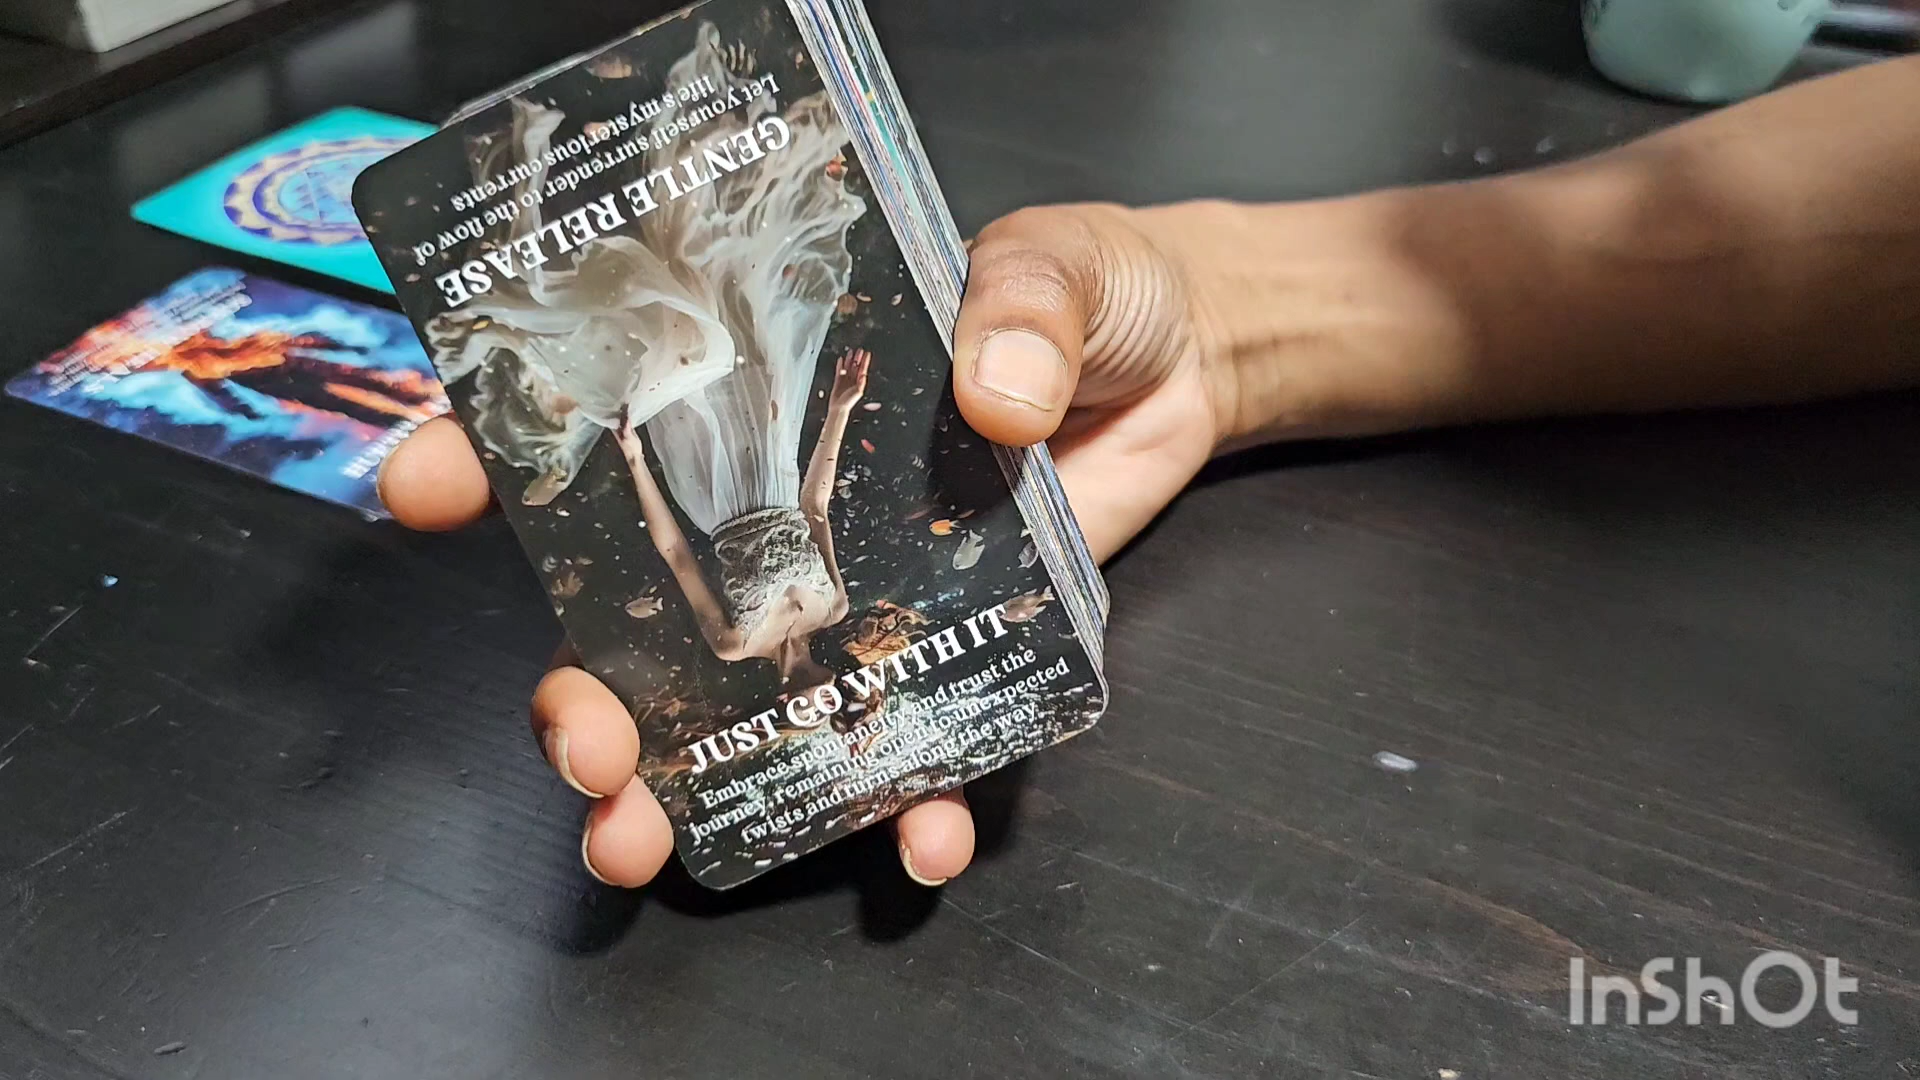 JUST GO WITH IT
Embrace spontaneity and trust the
journey, remaining open to unexpected
twists and turns along the way
GENTLE RELEASE
Let yourself surrender to the flow of
life's mysterious currents
InShOt